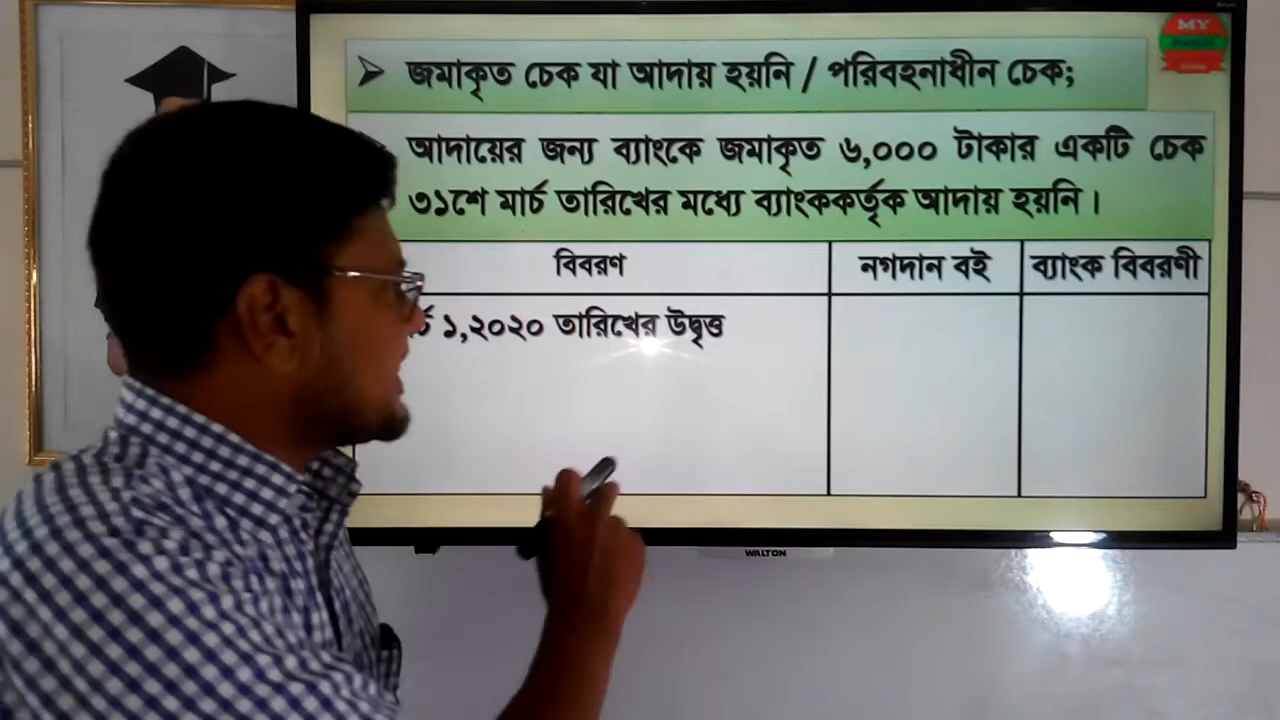 জমাকৃত চেক যা আদায় হয়নি / পরিবহনাধীন চেক;
MY
আদায়ের জন্য ব্যাংকে জমাকৃত ৬,০০০ টাকার একটি চেক
৩১শে মার্চ তারিখের মধ্যে ব্যাংককর্তৃক আদায় হয়নি।
বিবরণ নগদান বই ব্যাংক বিবরণী
১,২০২০ তারিখের উদ্বৃত্ত
WALTON